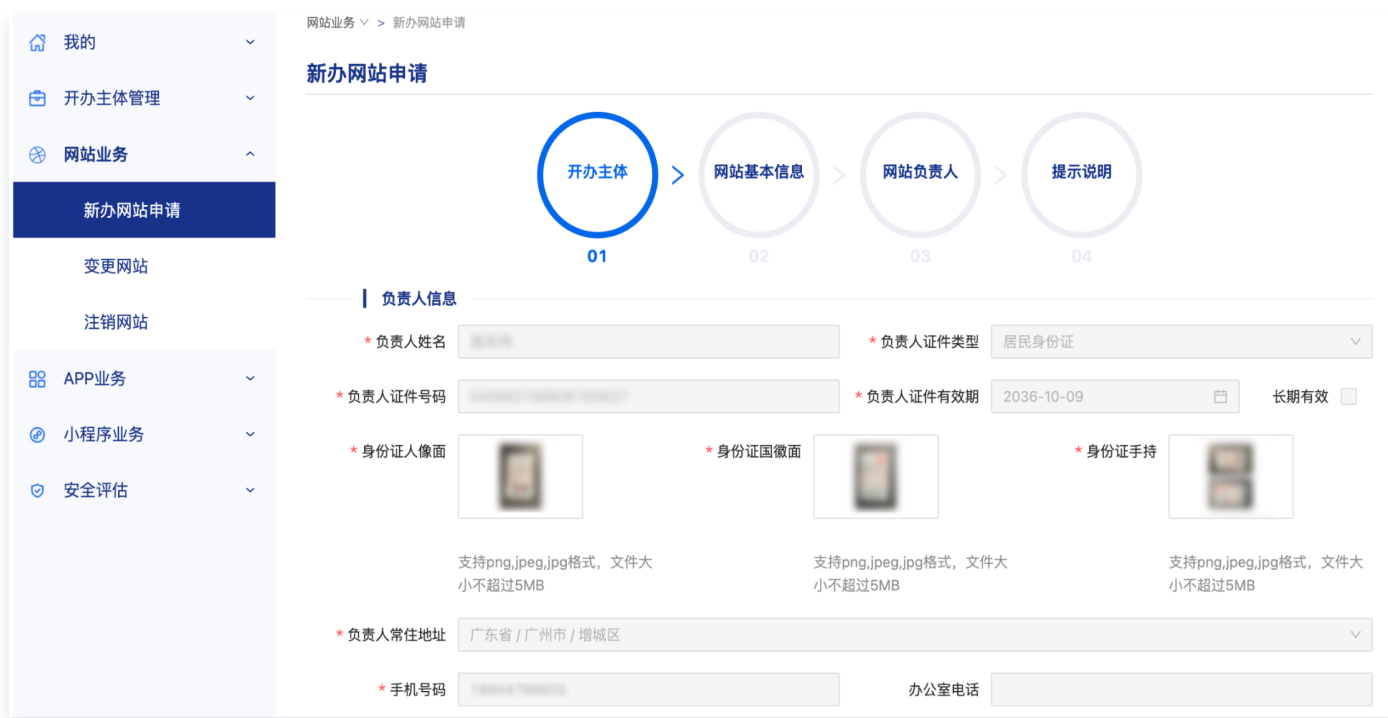 网站业务 > 新办网站申请
我的
开办主体管理
网站业务
新办网站申请
变更网站
注销网站
APP业务
小程序业务
安全评估
新办网站申请
开办主体
网站基本信息
网站负责人
提示说明
01
02
03
04
负责人信息
* 负责人姓名
* 负责人证件类型 居民身份证
* 负责人证件号码
* 负责人证件有效期 2036-10-09 长期有效
* 身份证人像面
* 身份证国徽面
* 身份证手持
支持png,jpeg,jpg格式，文件大
小不超过5MB
支持png,jpeg,jpg格式，文件大
小不超过5MB
支持png,jpeg,jpg格式，文件大
小不超过5MB
* 负责人常住地址 广东省 / 广州市 / 增城区
* 手机号码
办公室电话